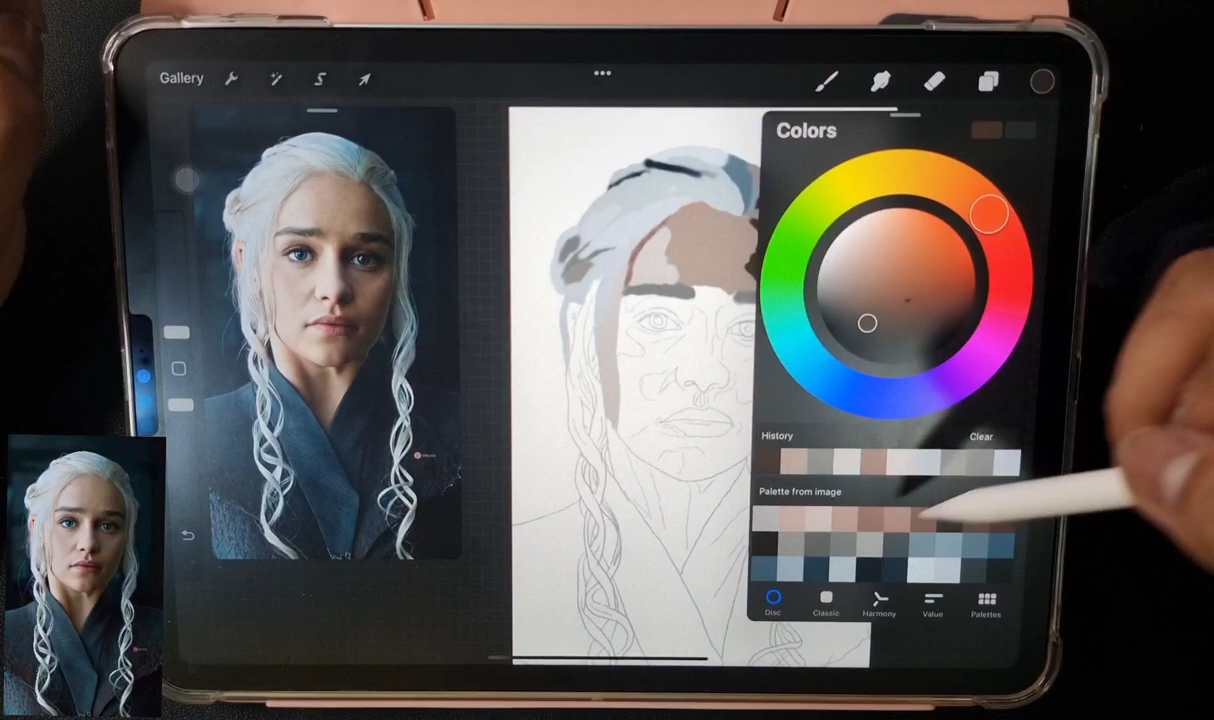 Gallery
Colors
History
Clear
Palette from image
Disc
Classic
Harmony
Value
Palettes